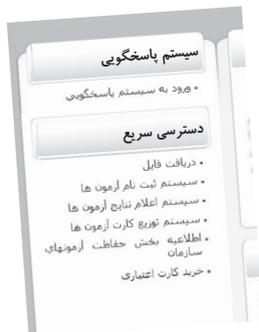 سیستم پاسخگویی
• ورود به سیستم پاسخگویی
دسترسی سریع
• دریافت فایل
• سیستم ثبت نام آزمون ها
• سیستم اعلام نتایج آزمون ها
• سیستم توزیع کارت آزمون ها
• اطلاعیه بخش حفاظت آزمونهای
سازمان
• خرید کارت اعتباری